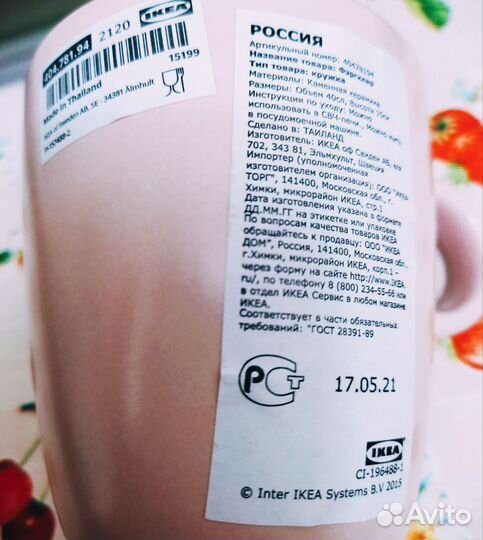 IKEA
404.781.94
2120
15199
Made in Thailand
IKEA of Sweden AB, SE - 34381 Älmhult
РОССИЯ
Артикульный номер: 40478194
Название товара: Фэргклар
Тип товара: кружка
Материалы: Каменная керамика
Размеры: Объем 40сл, Высота 10см
Инструкции по уходу: Можно
использовать в СВЧ-печи - Можно мыть
в посудомоечной машине.
Сделано в: ТАИЛАНД
Изготовитель: ИКЕА оф Свиден АБ, а/я
702, 343 81, Эльмхульт, Швеция
Импортер (уполномоченная
изготовителем организация): ООО "ИКЕА
ТОРГ", 141400, Московская обл., г.
Химки, микрорайон ИКЕА, стр.1
Дата изготовления указана в формате
ДД.ММ.ГГ на этикетке или упаковке
По вопросам качества товаров ИКЕА
обращайтесь к продавцу: ООО "ИКЕА
ДОМ", Россия, 141400, Московская обл.,
г.Химки, микрорайон ИКЕА, корп.1 -
через форму на сайте http://www.IKEA.
ru/, по телефону 8 (800) 234-55-66 или
в отдел ИКЕА Сервис в любом магазине
ИКЕА.
Соответствует в части обязательных
требований: "ГОСТ 28391-89
РСТ
17.05.21
IKEA
CI-196488-1
© Inter IKEA Systems B.V 2015
Avito